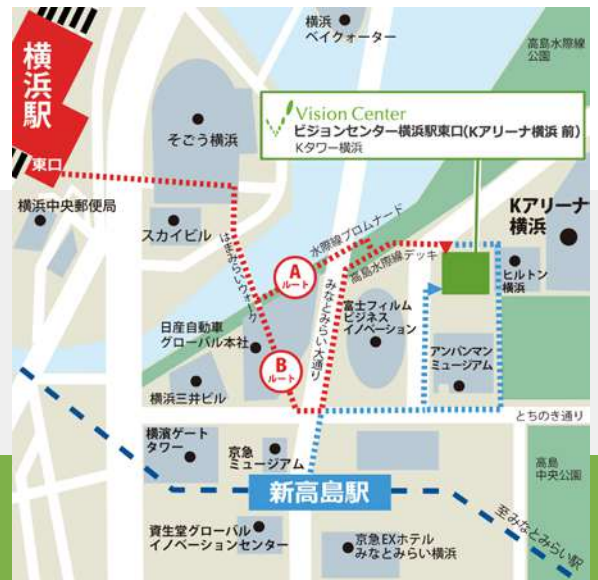 横浜
ベイクォーター
高島水際線
公園
横浜駅
東口
そごう横浜
Vision Center
ビジョンセンター横浜駅東口(Kアリーナ横浜 前)
Kタワー横浜
横浜中央郵便局
スカイビル
はまみらいウォーク
水際線プロムナード
高島水際線デッキ
Kアリーナ
横浜
ヒルトン
横浜
A
ルート
みなとみらい大通り
富士フィルム
ビジネス
イノベーション
日産自動車
グローバル本社
B
ルート
アンパンマン
ミュージアム
横浜三井ビル
とちのき通り
横濱ゲート
タワー
京急
ミュージアム
高島
中央公園
新高島駅
資生堂グローバル
イノベーションセンター
京急EXホテル
みなとみらい横浜
至みなとみらい駅